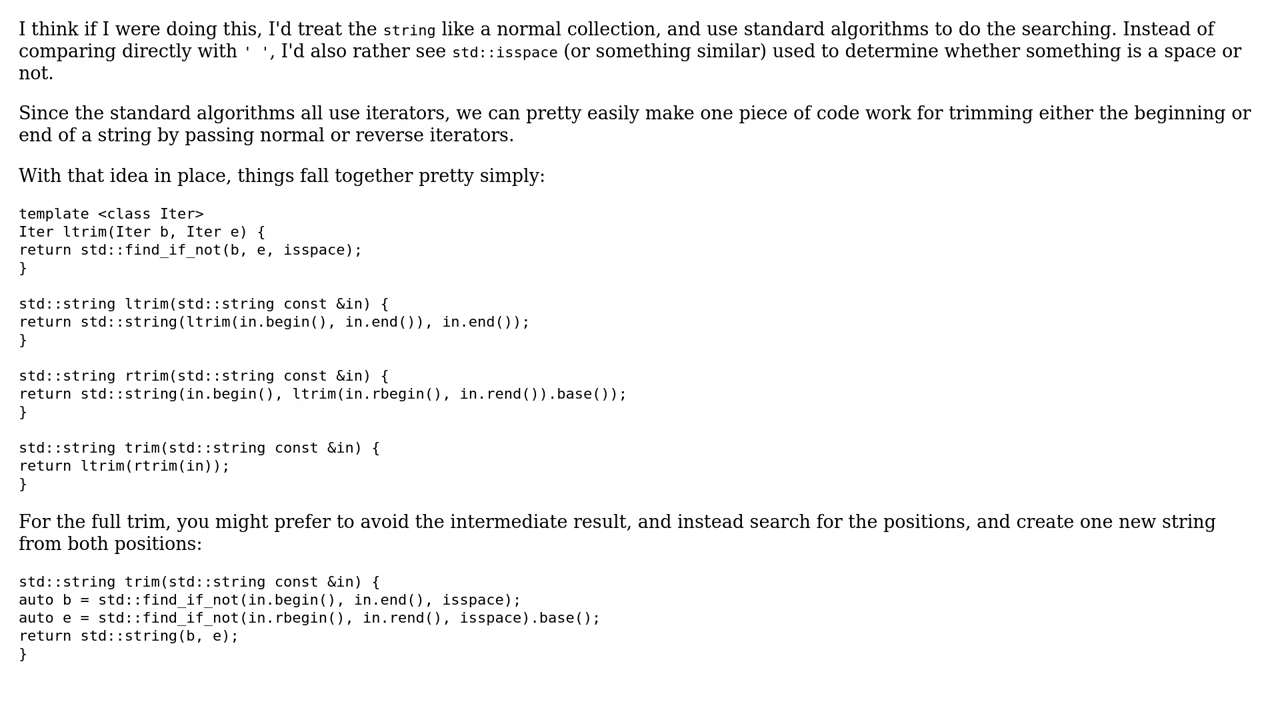 I think if I were doing this, I'd treat the string like a normal collection, and use standard algorithms to do the searching. Instead of
comparing directly with ' ', I'd also rather see std::isspace (or something similar) used to determine whether something is a space or
not.
Since the standard algorithms all use iterators, we can pretty easily make one piece of code work for trimming either the beginning or
end of a string by passing normal or reverse iterators.
With that idea in place, things fall together pretty simply:
template <class Iter>
Iter ltrim(Iter b, Iter e) {
return std::find_if_not(b, e, isspace);
}
std::string ltrim(std::string const &in) {
return std::string(ltrim(in.begin(), in.end()), in.end());
}
std::string rtrim(std::string const &in) {
return std::string(in.begin(), ltrim(in.rbegin(), in.rend()).base());
}
std::string trim(std::string const &in) {
return ltrim(rtrim(in));
}
For the full trim, you might prefer to avoid the intermediate result, and instead search for the positions, and create one new string
from both positions:
std::string trim(std::string const &in) {
auto b = std::find_if_not(in.begin(), in.end(), isspace);
auto e = std::find_if_not(in.rbegin(), in.rend(), isspace).base();
return std::string(b, e);
}